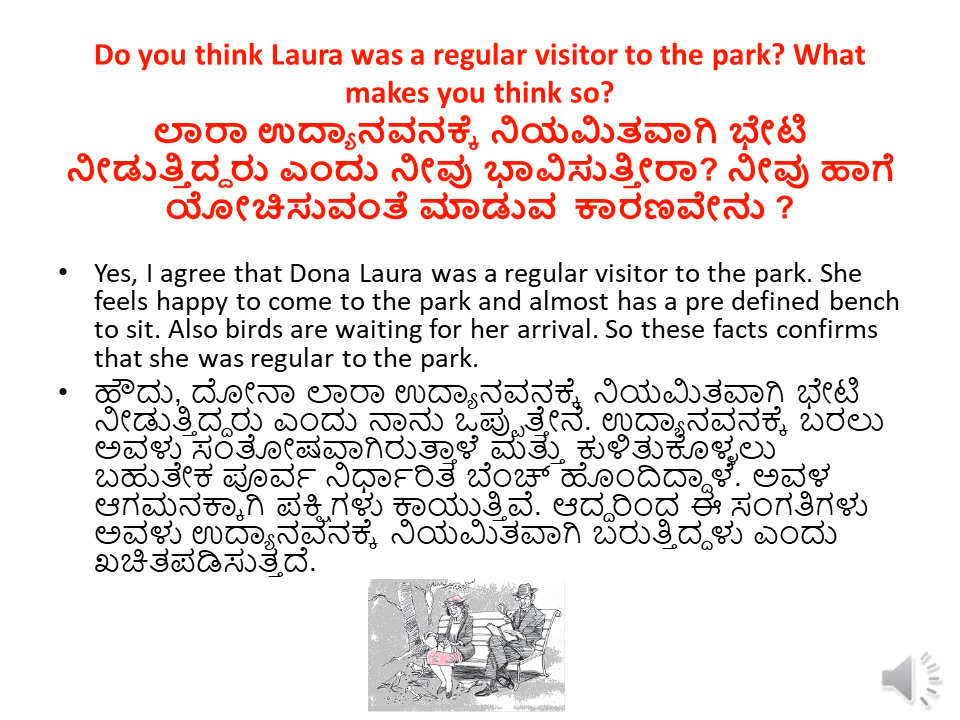 Do you think Laura was a regular visitor to the park? What
makes you think so?
ಲಾರಾ ಉದ್ಯಾನವನಕ್ಕೆ ನಿಯಮಿತವಾಗಿ ಭೇಟಿ
ನೀಡುತ್ತಿದ್ದರು ಎಂದು ನೀವು ಭಾವಿಸುತ್ತೀರಾ? ನೀವು ಹಾಗೆ
ಯೋಚಿಸುವಂತೆ ಮಾಡುವ ಕಾರಣವೇನು ?
• Yes, I agree that Dona Laura was a regular visitor to the park. She
feels happy to come to the park and almost has a pre defined bench
to sit. Also birds are waiting for her arrival. So these facts confirms
that she was regular to the park.
• ಹೌದು, ದೋನಾ ಲಾರಾ ಉದ್ಯಾನವನಕ್ಕೆ ನಿಯಮಿತವಾಗಿ ಭೇಟಿ
ನೀಡುತ್ತಿದ್ದರು ಎಂದು ನಾನು ಒಪ್ಪುತ್ತೇನೆ. ಉದ್ಯಾನವನಕ್ಕೆ ಬರಲು
ಅವಳು ಸಂತೋಷವಾಗಿರುತ್ತಾಳೆ ಮತ್ತು ಕುಳಿತುಕೊಳ್ಳಲು
ಬಹುತೇಕ ಪೂರ್ವ ನಿರ್ಧಾರಿತ ಬೆಂಚ್ ಹೊಂದಿದ್ದಾಳೆ. ಅವಳ
ಆಗಮನಕ್ಕಾಗಿ ಪಕ್ಷಿಗಳು ಕಾಯುತ್ತಿವೆ. ಆದ್ದರಿಂದ ಈ ಸಂಗತಿಗಳು
ಅವಳು ಉದ್ಯಾನವನಕ್ಕೆ ನಿಯಮಿತವಾಗಿ ಬರುತ್ತಿದ್ದಳು ಎಂದು
ಖಚಿತಪಡಿಸುತ್ತದೆ.